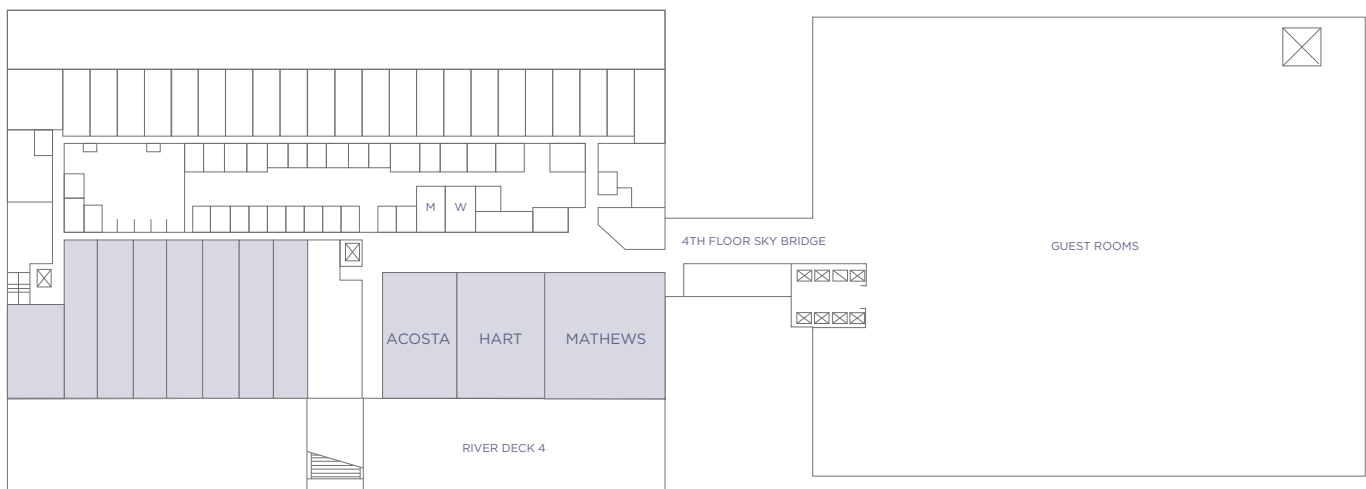 M
W
4TH FLOOR SKY BRIDGE
GUEST ROOMS
ACOSTA
HART
MATHEWS
RIVER DECK 4